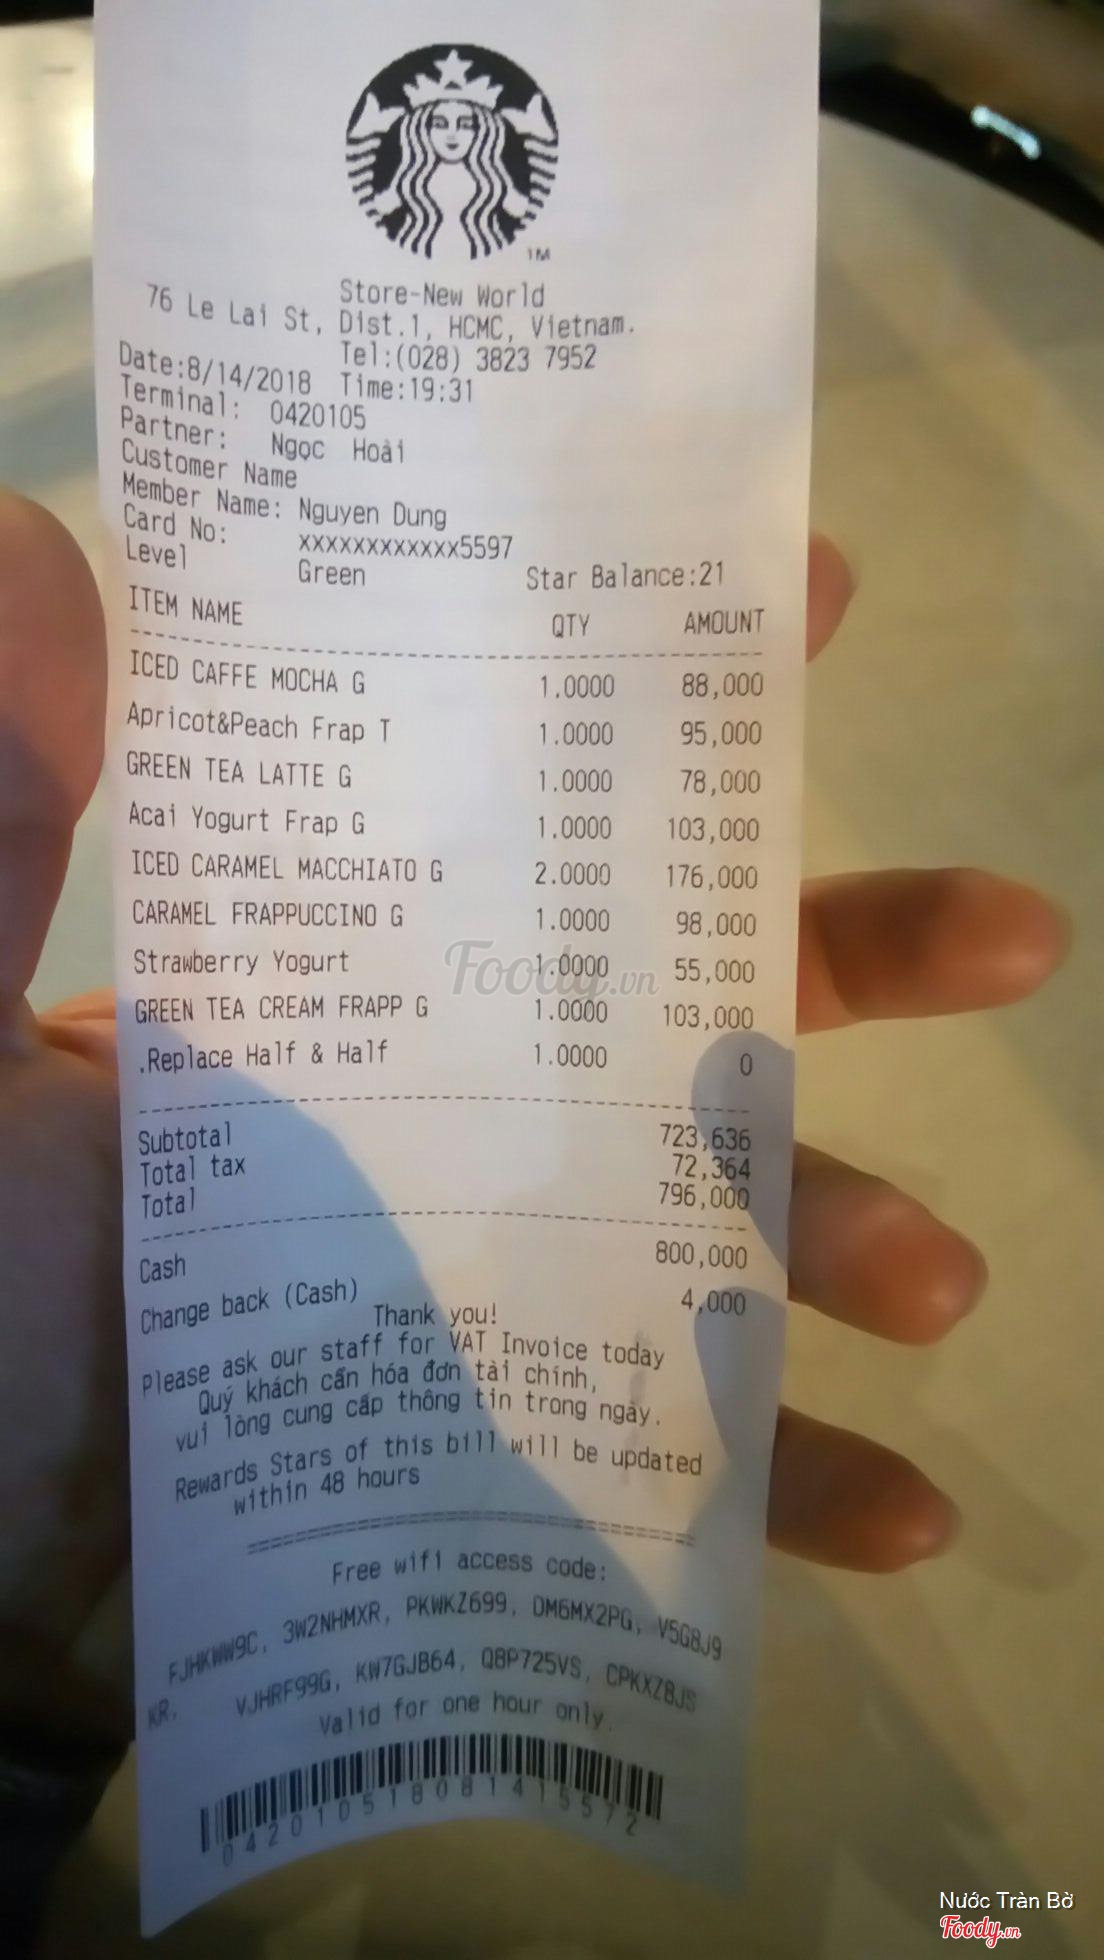 TM
Store-New World
76 Le Lai St, Dist.1, HCMC, Vietnam.
Tel:(028) 3823 7952
Date:8/14/2018 Time:19:31
Terminal: 0420105
Partner: Ngọc Hoài
Customer Name
Member Name: Nguyen Dung
Card No: xxxxxxxxxxxx5597
Level Green Star Balance:21
ITEM NAME QTY AMOUNT
ICED CAFFE MOCHA G 1.0000 88,000
Apricot&Peach Frap T 1.0000 95,000
GREEN TEA LATTE G 1.0000 78,000
Acai Yogurt Frap G 1.0000 103,000
ICED CARAMEL MACCHIATO G 2.0000 176,000
CARAMEL FRAPPUCCINO G 1.0000 98,000
Strawberry Yogurt 1.0000 55,000
Foody.vn
GREEN TEA CREAM FRAPP G 1.0000 103,000
.Replace Half & Half 1.0000 0
Subtotal 723,636
Total tax 72,364
Total 796,000
Cash 800,000
Change back (Cash) 4,000
Thank you!
Please ask our staff for VAT Invoice today
Quý khách cần hóa đơn tài chính,
vui lòng cung cấp thông tin trong ngày.
Rewards Stars of this bill will be updated
within 48 hours
Free wifi access code:
FJHKWW9C, 3W2NHMXR, PKWKZ699, DM6MX2PG, V5G8J9
KR, VJHRF99G, KW7GJB64, Q8P725VS, CPKXZ8JS
Valid for one hour only.
042010518081415572
Nước Tràn Bờ
Foody.vn